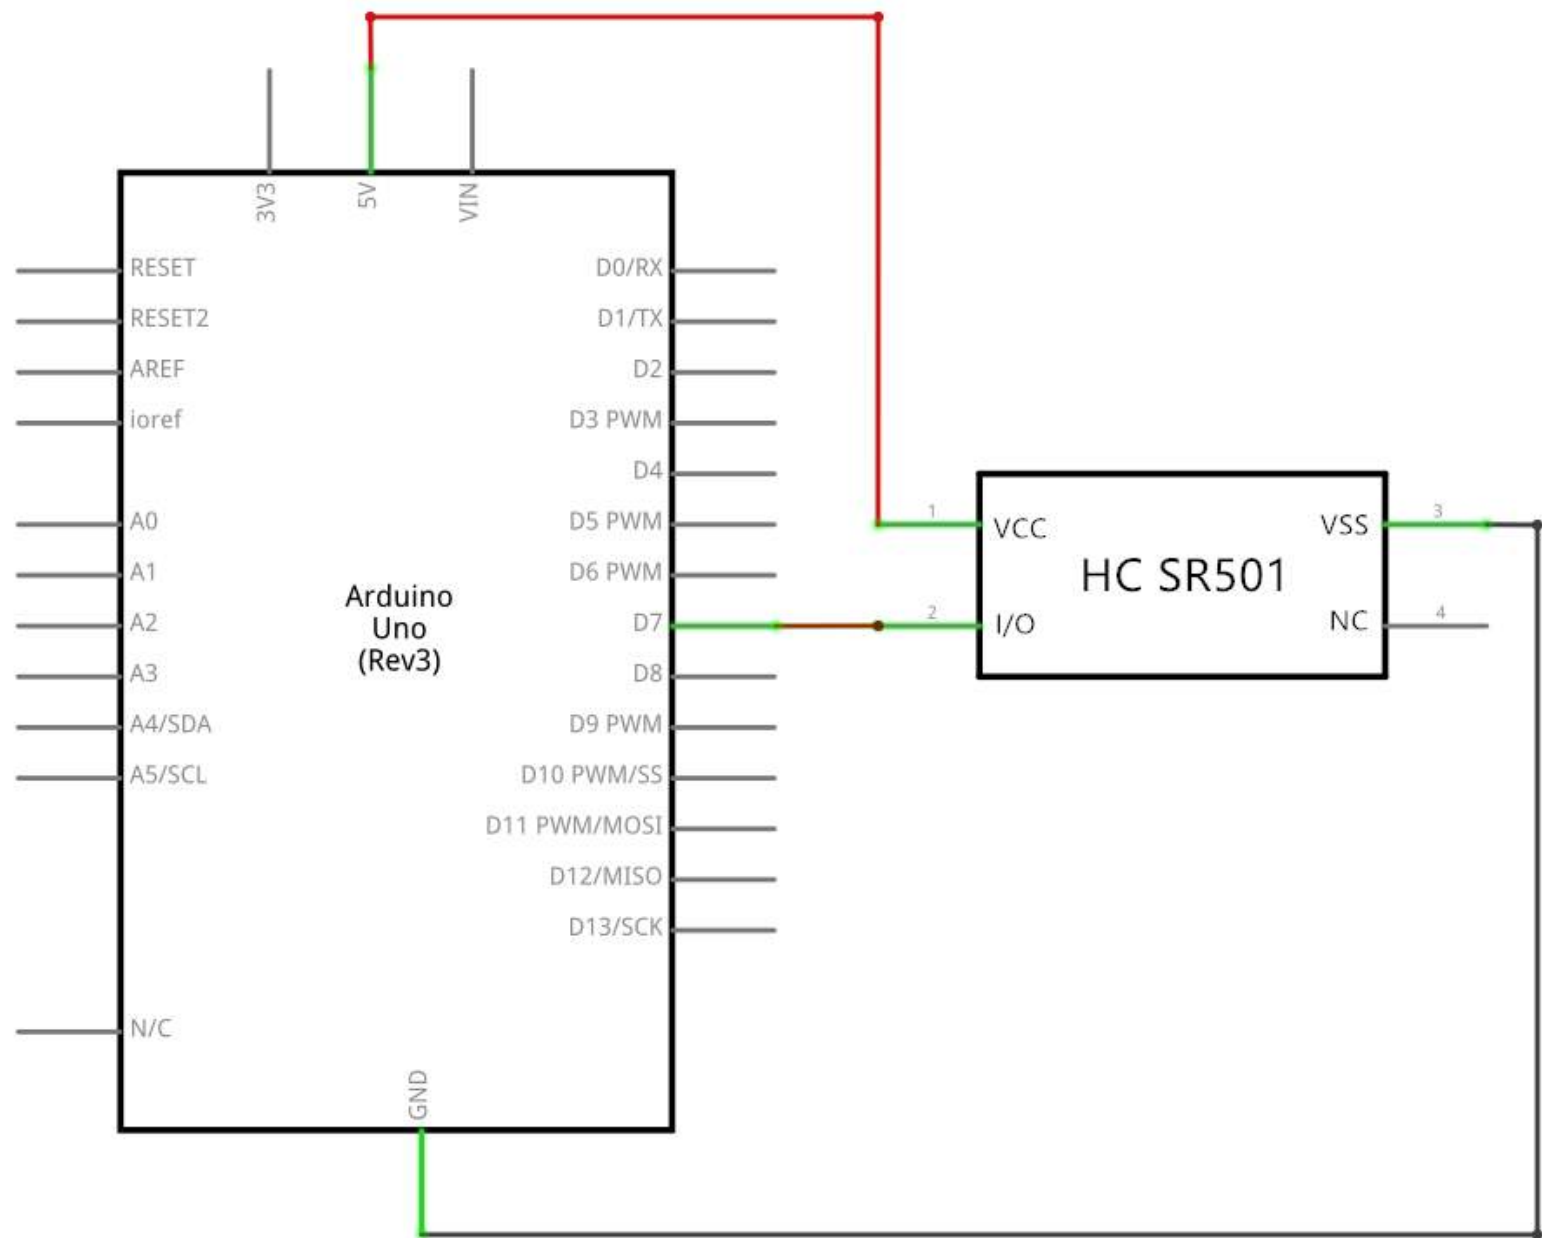 3V3
5V
VIN
RESET
RESET2
AREF
ioref
A0
A1
A2
A3
A4/SDA
A5/SCL
N/C
Arduino
Uno
(Rev3)
D0/RX
D1/TX
D2
D3 PWM
D4
D5 PWM
D6 PWM
D7
D8
D9 PWM
D10 PWM/SS
D11 PWM/MOSI
D12/MISO
D13/SCK
GND
1
VCC
2
I/O
HC SR501
VSS
3
NC
4